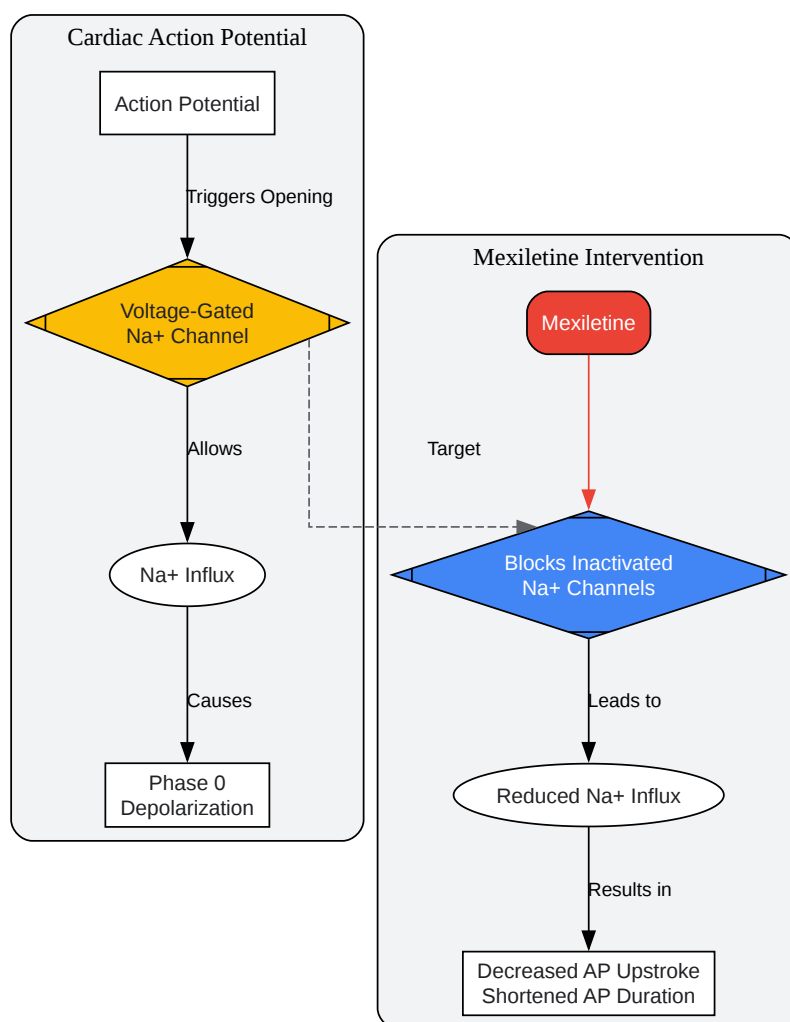 Cardiac Action Potential
Action Potential
Triggers Opening
Voltage-Gated
Na+ Channel
Allows
Na+ Influx
Causes
Phase 0
Depolarization
Mexiletine Intervention
Mexiletine
Target
Blocks Inactivated
Na+ Channels
Leads to
Reduced Na+ Influx
Results in
Decreased AP Upstroke
Shortened AP Duration